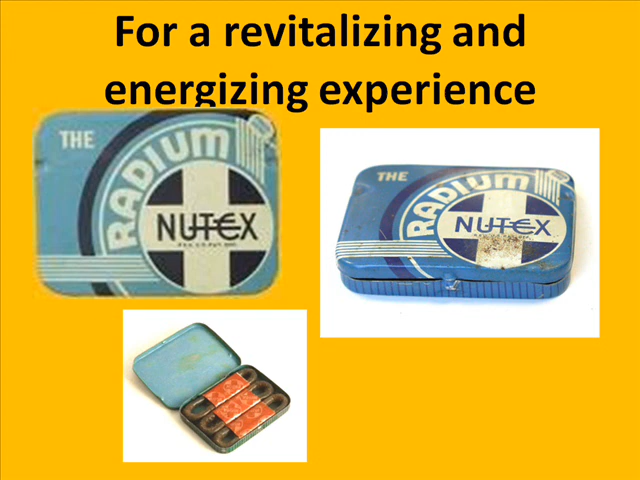 For a revitalizing and
energizing experience
THE
RADIUM
NUTEX
THE
RADIUM
NUTEX